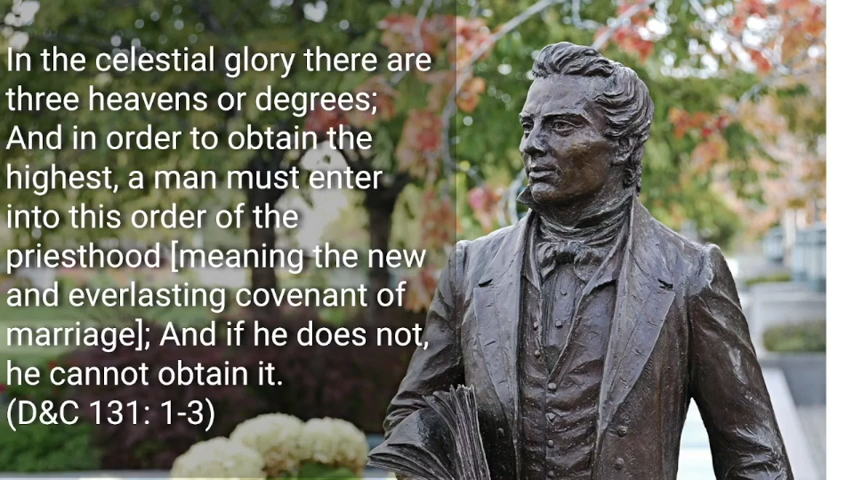 In the celestial glory there are
three heavens or degrees;
And in order to obtain the
highest, a man must enter
into this order of the
priesthood [meaning the new
and everlasting covenant of
marriage]; And if he does not,
he cannot obtain it.
(D&C 131: 1-3)